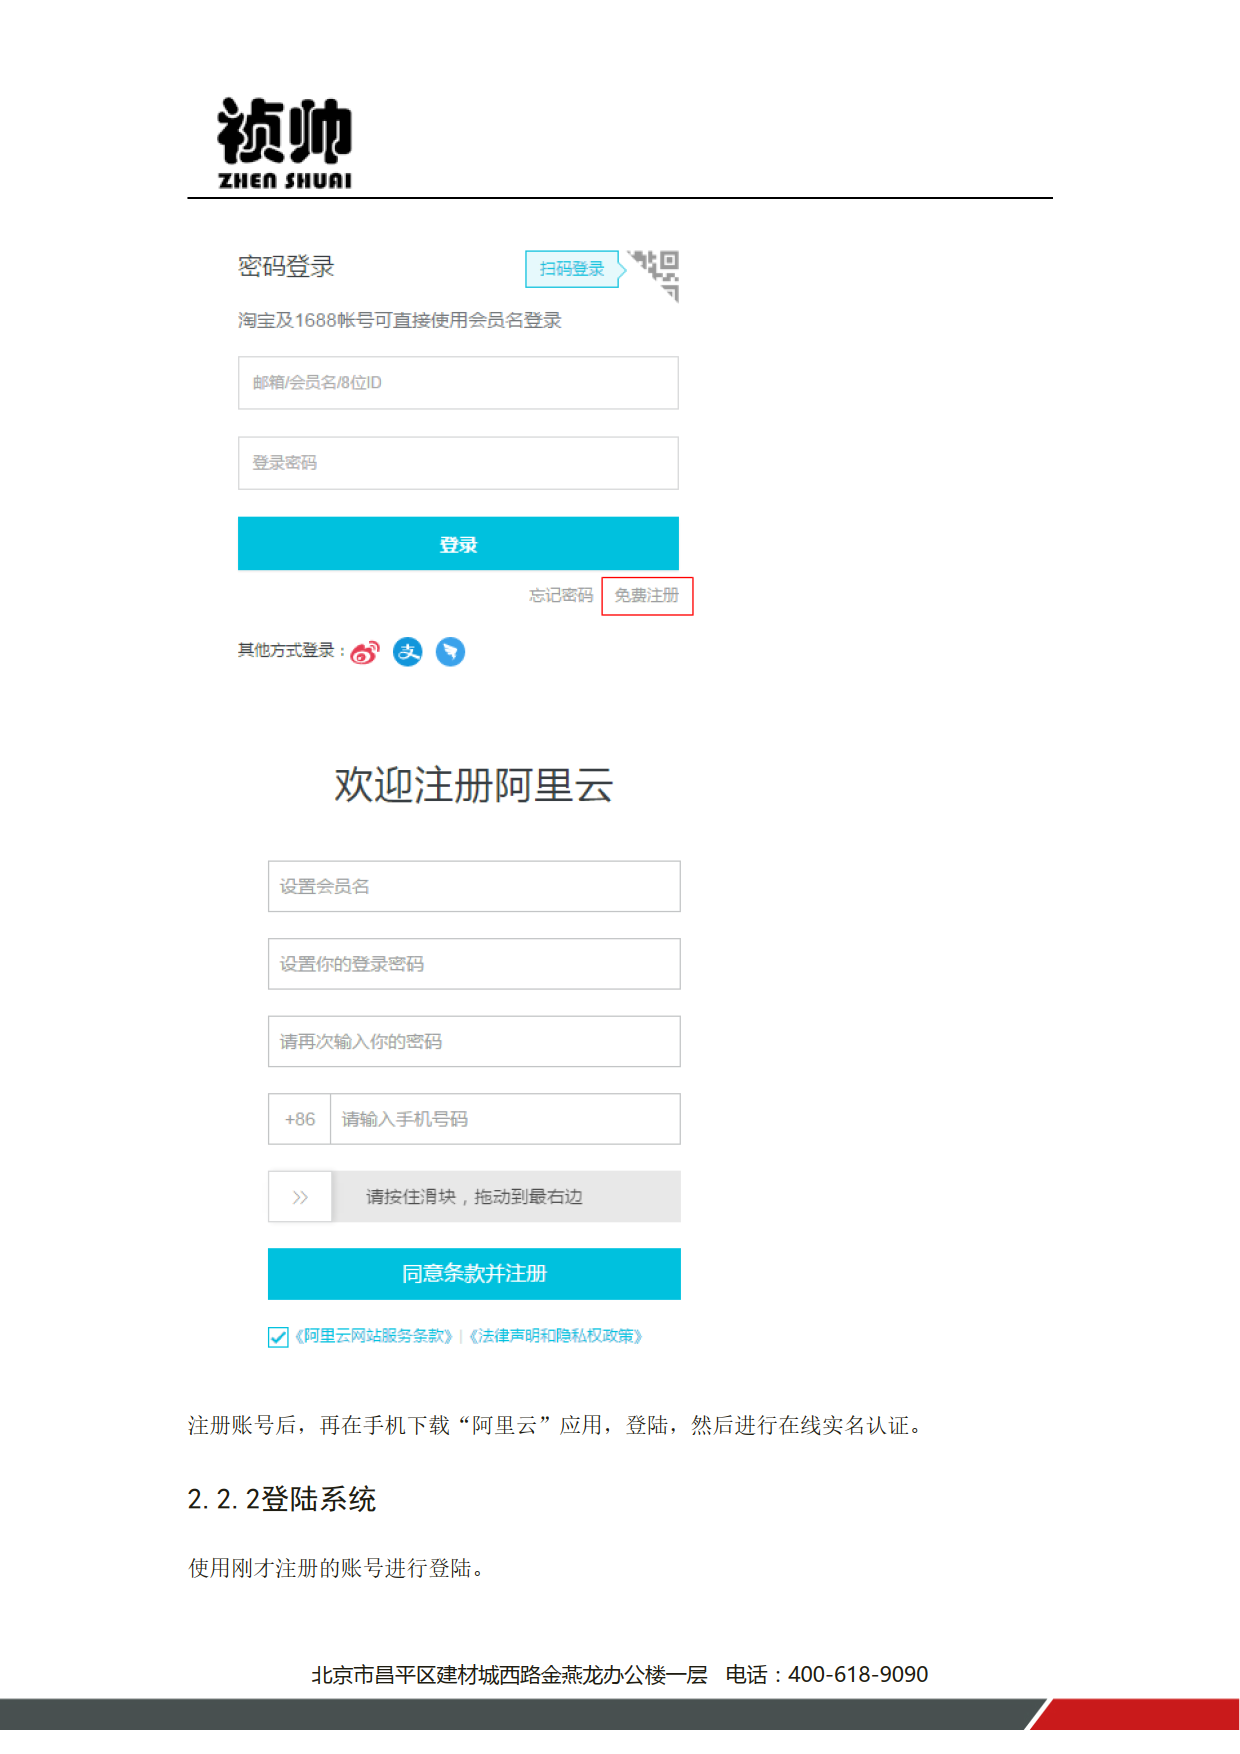 祯帅
ZHEN SHUAI
密码登录
扫码登录
淘宝及1688帐号可直接使用会员名登录
邮箱/会员名/8位ID
登录密码
登录
忘记密码 免费注册
其他方式登录：
欢迎注册阿里云
设置会员名
设置你的登录密码
请再次输入你的密码
+86 请输入手机号码
>> 请按住滑块，拖动到最右边
同意条款并注册
《阿里云网站服务条款》|《法律声明和隐私权政策》
注册账号后，再在手机下载“阿里云”应用，登陆，然后进行在线实名认证。
2.2.2登陆系统
使用刚才注册的账号进行登陆。
北京市昌平区建材城西路金燕龙办公楼一层 电话：400-618-9090